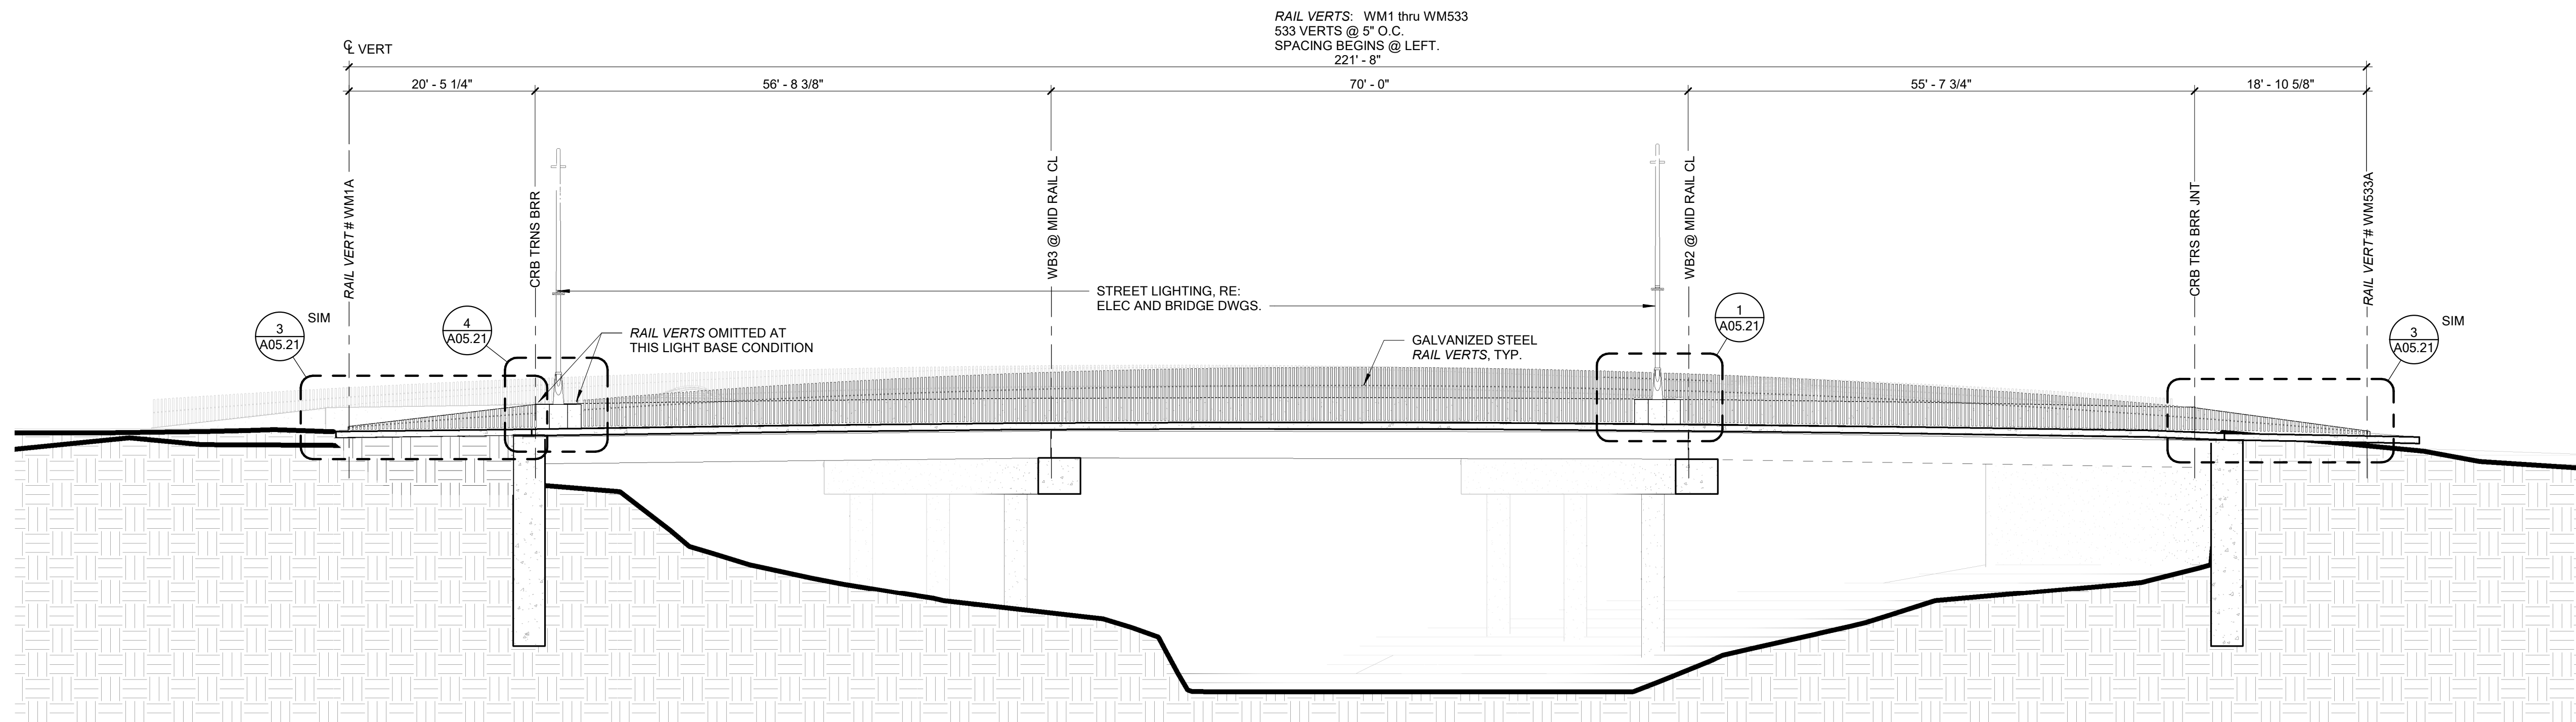 RAIL VERTS: WM1 thru WM533
533 VERTS @ 5" O.C.
SPACING BEGINS @ LEFT.
221' - 8"
℄ VERT
20' - 5 1/4"
56' - 8 3/8"
70' - 0"
55' - 7 3/4"
18' - 10 5/8"
RAIL VERT # WM1A
CRB TRNS BRR
WB3 @ MID RAIL CL
WB2 @ MID RAIL CL
CRB TRS BRR JNT
RAIL VERT # WM533A
STREET LIGHTING, RE:
ELEC AND BRIDGE DWGS.
3
A05.21
SIM
4
A05.21
RAIL VERTS OMITTED AT
THIS LIGHT BASE CONDITION
GALVANIZED STEEL
RAIL VERTS, TYP.
1
A05.21
3
A05.21
SIM